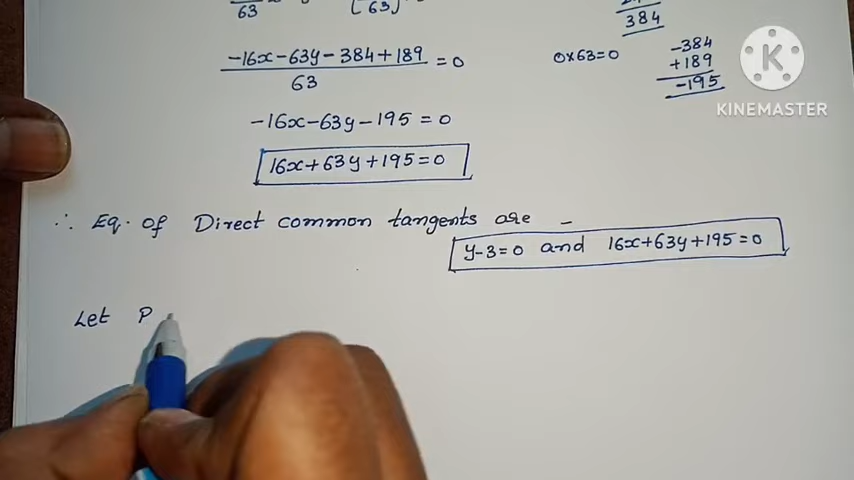 63 [63]
384
-16x-63y-384+189 = 0 0×63=0 -384
63 +189
-195
-16x-63y-195 = 0
16x+63y+195=0
∴ Eq. of Direct common tangents are -
y-3=0 and 16x+63y+195=0
Let P
K
KINEMASTER